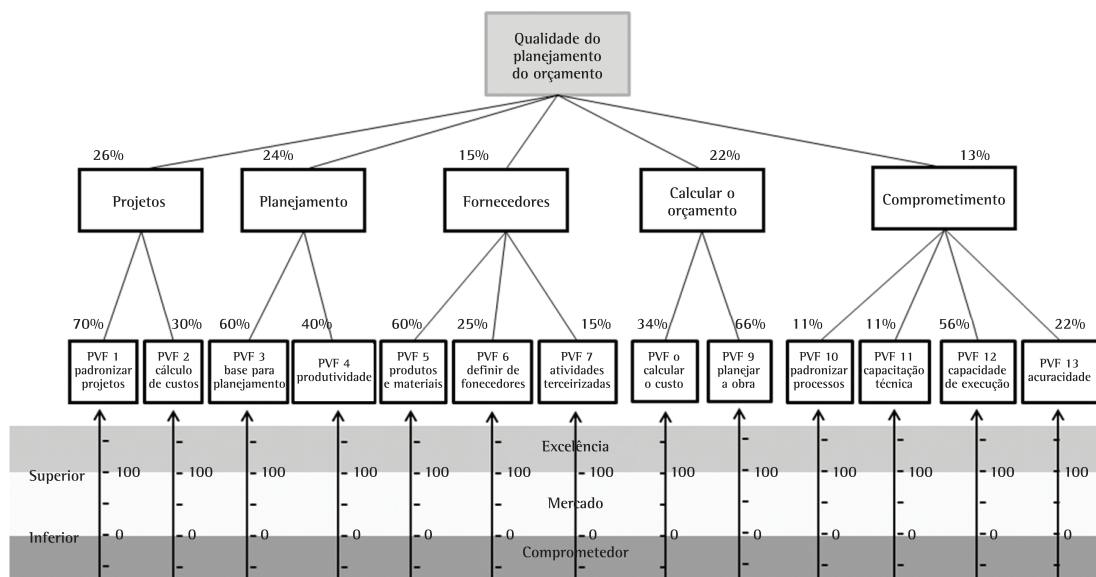 Qualidade do
planejamento
do orçamento
26%
24%
15%
22%
13%
Projetos
Planejamento
Fornecedores
Calcular o
orçamento
Comprometimento
70%
30%
60%
40%
60%
25%
15%
34%
66%
11%
11%
56%
22%
PVF 1
padronizar
projetos
PVF 2
cálculo
de custos
PVF 3
base para
planejamento
PVF 4
produtividade
PVF 5
produtos
e materiais
PVF 6
definir de
fonecedores
PVF 7
atividades
terceirizadas
PVF 0
calcular
o custo
PVF 9
planejar
a obra
PVF 10
padronizar
processos
PVF 11
capacitação
técnica
PVF 12
capacidade
de execução
PVF 13
acuracidade
Excelência
Superior
100 100 100 100 100 100 100 100 100 100 100 100 100
Mercado
Inferior
0 0 0 0 0 0 0 0 0 0 0 0 0
Comprometedor